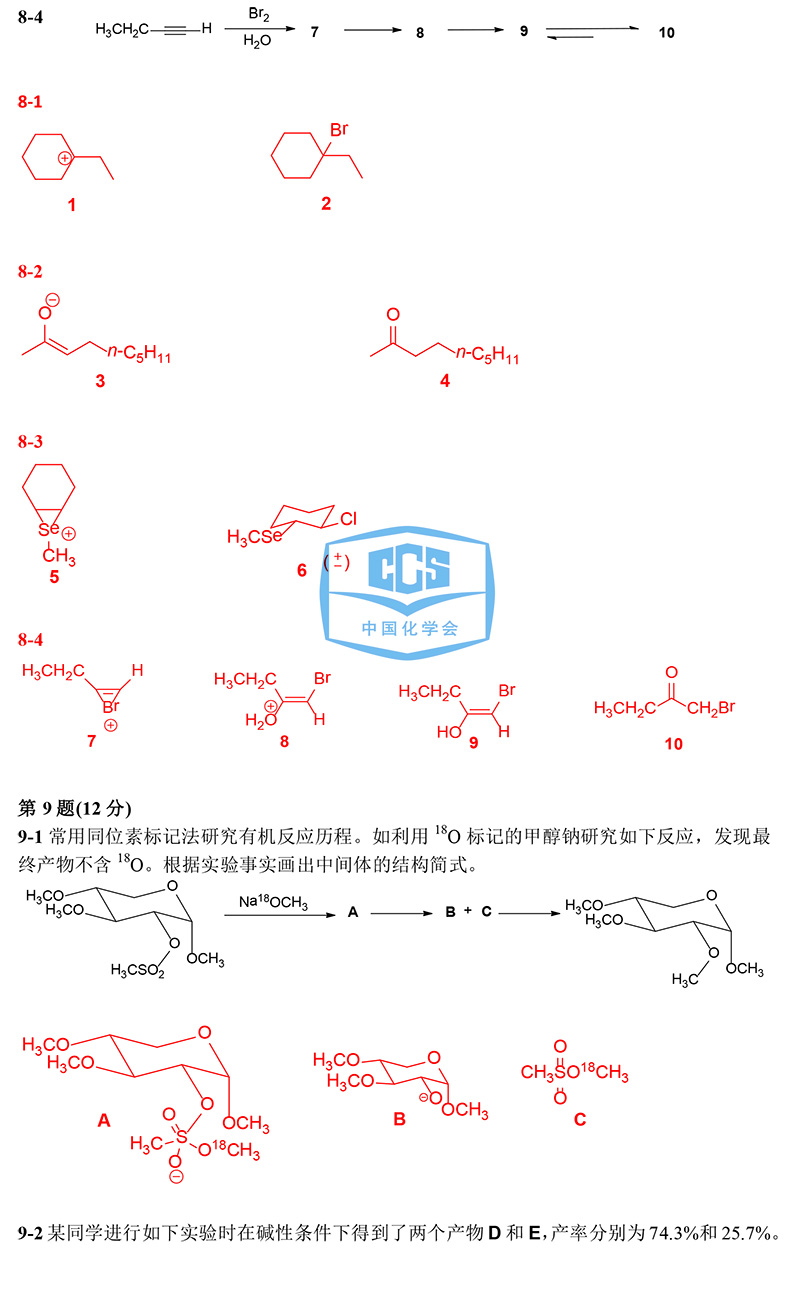 8-4
H₃CH₂C H Br₂ H₂O 7 8 9 10
8-1
Br
1 2
8-2
O⊖ O
n-C₅H₁₁ n-C₅H₁₁
3 4
8-3
Se⊕ Cl
CH₃ H₃CSe
5 6 (±)
CCS
中国化学会
8-4
H₃CH₂C H H₃CH₂C Br H₃CH₂C Br O
Br⊕ H₂O⊕ H HO H H₃CH₂C CH₂Br
7 8 9 10
第 9 题(12 分)
9-1 常用同位素标记法研究有机反应历程。如利用 ¹⁸O 标记的甲醇钠研究如下反应，发现最
终产物不含 ¹⁸O。根据实验事实画出中间体的结构简式。
H₃CO O H₃CO O
H₃CO Na¹⁸OCH₃ A B + C H₃CO
O OCH₃ O OCH₃
H₃CSO₂ H₃C
H₃CO O H₃CO O O
H₃CO H₃CO CH₃SO¹⁸CH₃
O OCH₃ ⊖O OCH₃ O
A B C
O
H₃C S O¹⁸CH₃
O
⊖
9-2 某同学进行如下实验时在碱性条件下得到了两个产物 D 和 E，产率分别为 74.3%和 25.7%。